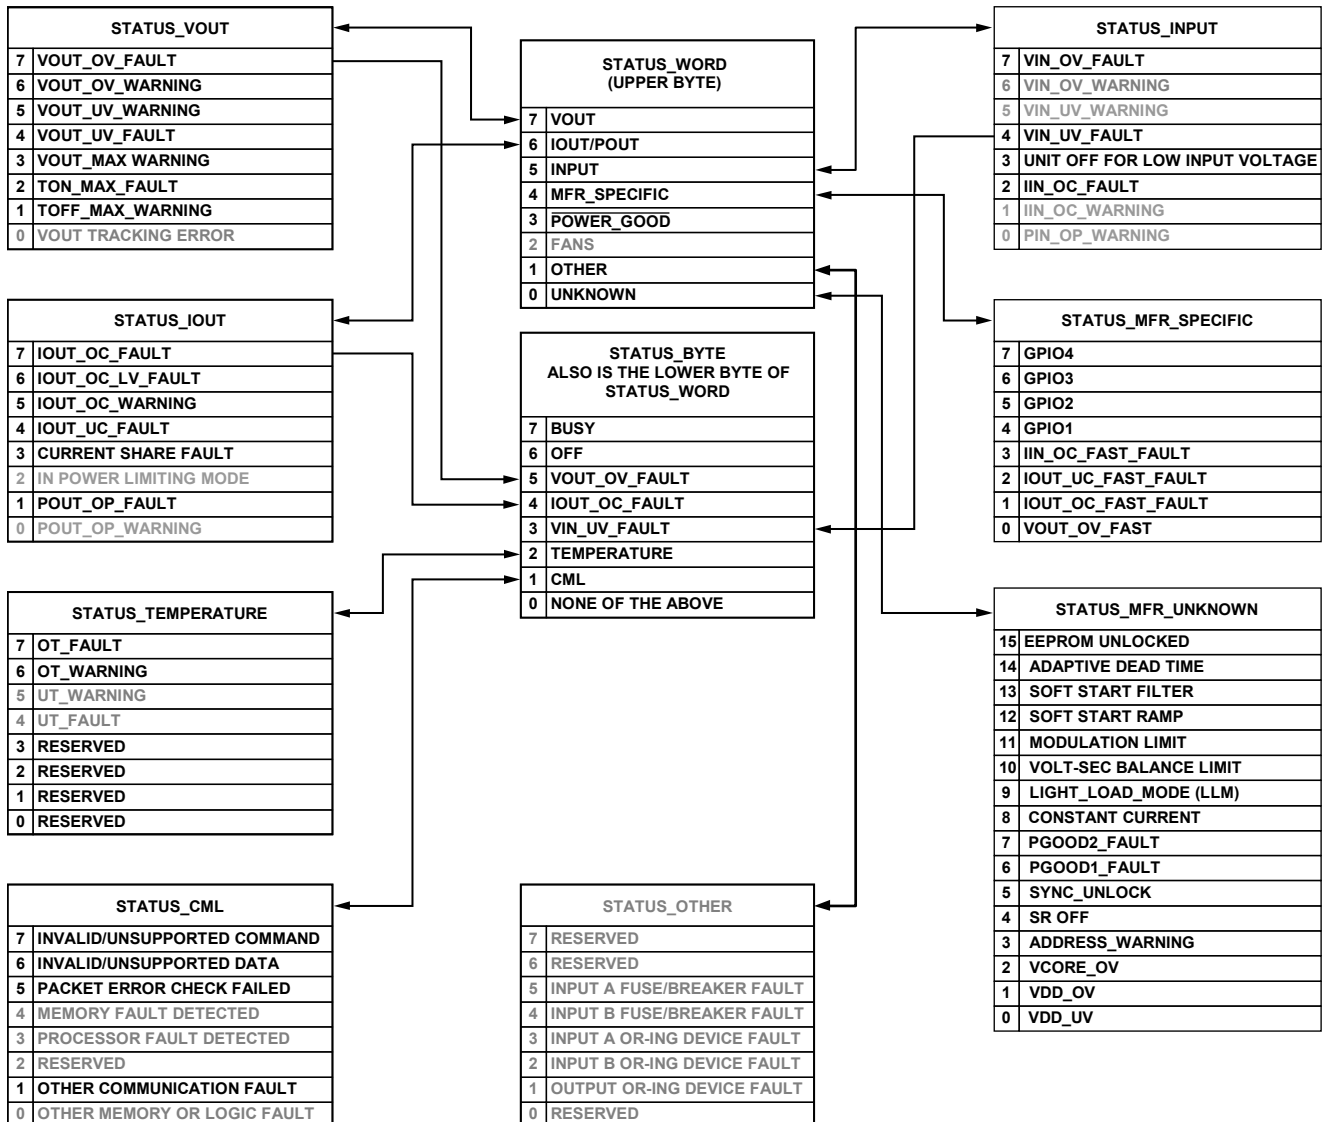 STATUS_VOUT
7 VOUT_OV_FAULT
6 VOUT_OV_WARNING
5 VOUT_UV_WARNING
4 VOUT_UV_FAULT
3 VOUT_MAX WARNING
2 TON_MAX_FAULT
1 TOFF_MAX_WARNING
0 VOUT TRACKING ERROR
STATUS_IOUT
7 IOUT_OC_FAULT
6 IOUT_OC_LV_FAULT
5 IOUT_OC_WARNING
4 IOUT_UC_FAULT
3 CURRENT SHARE FAULT
2 IN POWER LIMITING MODE
1 POUT_OP_FAULT
0 POUT_OP_WARNING
STATUS_TEMPERATURE
7 OT_FAULT
6 OT_WARNING
5 UT_WARNING
4 UT_FAULT
3 RESERVED
2 RESERVED
1 RESERVED
0 RESERVED
STATUS_CML
7 INVALID/UNSUPPORTED COMMAND
6 INVALID/UNSUPPORTED DATA
5 PACKET ERROR CHECK FAILED
4 MEMORY FAULT DETECTED
3 PROCESSOR FAULT DETECTED
2 RESERVED
1 OTHER COMMUNICATION FAULT
0 OTHER MEMORY OR LOGIC FAULT
STATUS_WORD
(UPPER BYTE)
7 VOUT
6 IOUT/POUT
5 INPUT
4 MFR_SPECIFIC
3 POWER_GOOD
2 FANS
1 OTHER
0 UNKNOWN
STATUS_BYTE
ALSO IS THE LOWER BYTE OF
STATUS_WORD
7 BUSY
6 OFF
5 VOUT_OV_FAULT
4 IOUT_OC_FAULT
3 VIN_UV_FAULT
2 TEMPERATURE
1 CML
0 NONE OF THE ABOVE
STATUS_OTHER
7 RESERVED
6 RESERVED
5 INPUT A FUSE/BREAKER FAULT
4 INPUT B FUSE/BREAKER FAULT
3 INPUT A OR-ING DEVICE FAULT
2 INPUT B OR-ING DEVICE FAULT
1 OUTPUT OR-ING DEVICE FAULT
0 RESERVED
STATUS_INPUT
7 VIN_OV_FAULT
6 VIN_OV_WARNING
5 VIN_UV_WARNING
4 VIN_UV_FAULT
3 UNIT OFF FOR LOW INPUT VOLTAGE
2 IIN_OC_FAULT
1 IIN_OC_WARNING
0 PIN_OP_WARNING
STATUS_MFR_SPECIFIC
7 GPIO4
6 GPIO3
5 GPIO2
4 GPIO1
3 IIN_OC_FAST_FAULT
2 IOUT_UC_FAST_FAULT
1 IOUT_OC_FAST_FAULT
0 VOUT_OV_FAST
STATUS_MFR_UNKNOWN
15 EEPROM UNLOCKED
14 ADAPTIVE DEAD TIME
13 SOFT START FILTER
12 SOFT START RAMP
11 MODULATION LIMIT
10 VOLT-SEC BALANCE LIMIT
9 LIGHT_LOAD_MODE (LLM)
8 CONSTANT CURRENT
7 PGOOD2_FAULT
6 PGOOD1_FAULT
5 SYNC_UNLOCK
4 SR OFF
3 ADDRESS_WARNING
2 VCORE_OV
1 VDD_OV
0 VDD_UV